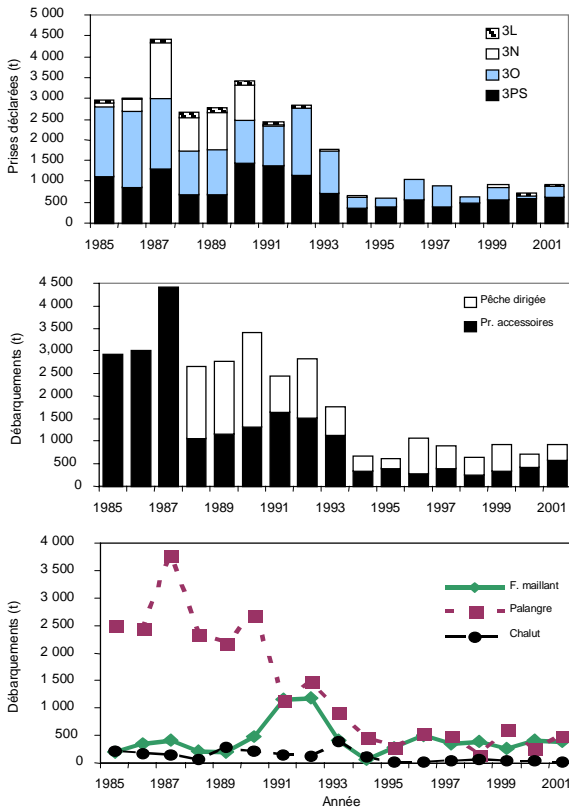 Prises déclarées (t)
5 000
4 500
4 000
3 500
3 000
2 500
2 000
1 500
1 000
500
0
3L
3N
3O
3PS
1985 1987 1989 1991 1993 1995 1997 1999 2001
Débarquements (t)
4 500
4 000
3,500
3,000
2 500
2 000
1 500
1 000
500
0
Pêche dirigée
Pr. accessoires
1985 1987 1989 1991 1993 1995 1997 1999 2001
Débarquements (t)
4 000
3 500
3 000
2 500
2 000
1 500
1 000
500
0
F. maillant
Palangre
Chalut
1985 1987 1989 1991 1993 1995 1997 1999 2001
Année